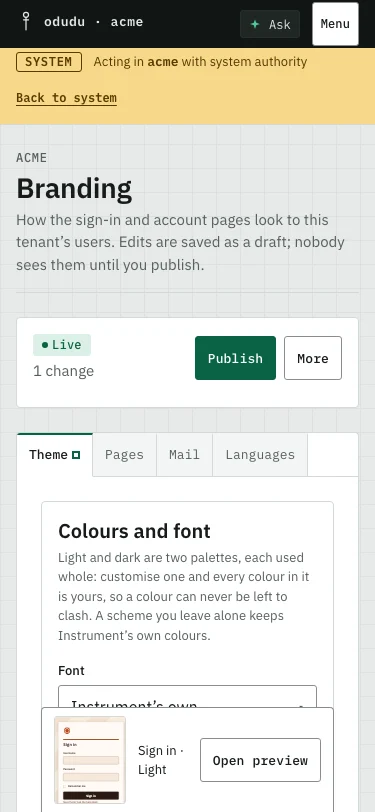 odudu · acme
Ask
Menu
SYSTEM Acting in acme with system authority
Back to system
ACME
Branding
How the sign-in and account pages look to this
tenant’s users. Edits are saved as a draft; nobody
sees them until you publish.
Live
1 change
Publish
More
Theme
Pages
Mail
Languages
Colours and font
Light and dark are two palettes, each used
whole: customise one and every colour in it
is yours, so a colour can never be left to
clash. A scheme you leave alone keeps
Instrument’s own colours.
Font
Instrument’s own
Sign in
Sign in ·
Light
Open preview